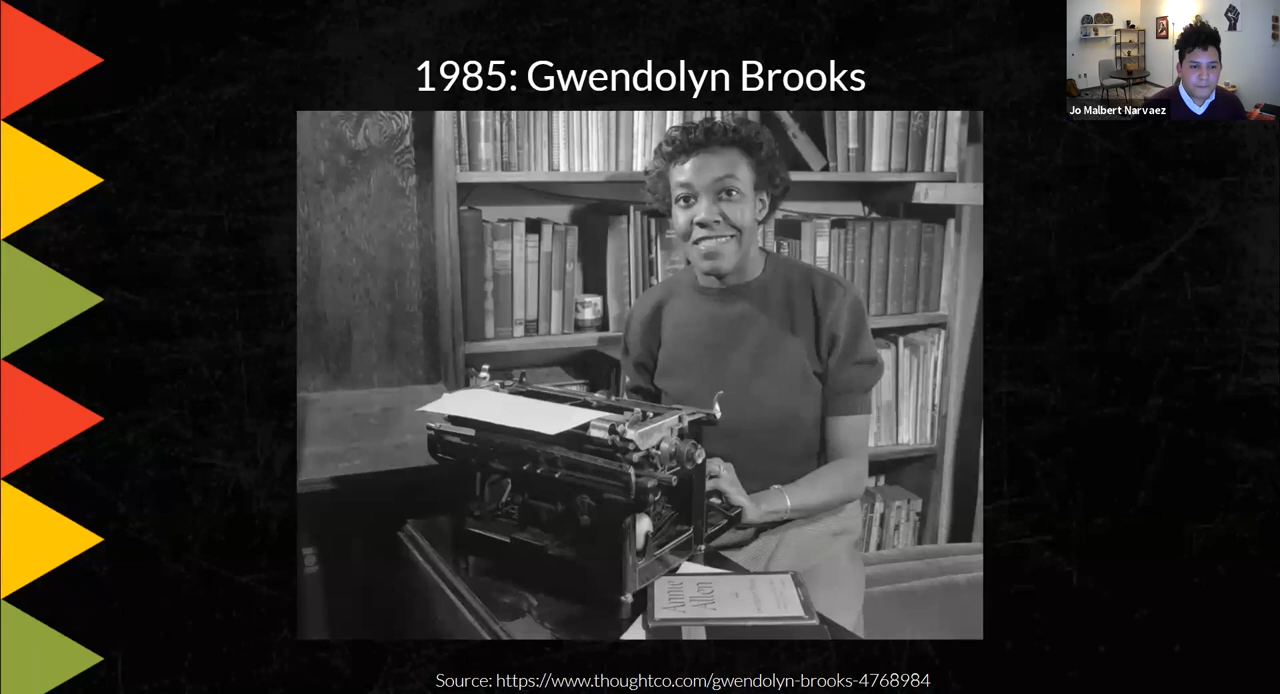 1985: Gwendolyn Brooks
Jo Malbert Narvaez
Annie
Allen
Source: https://www.thoughtco.com/gwendolyn-brooks-4768984